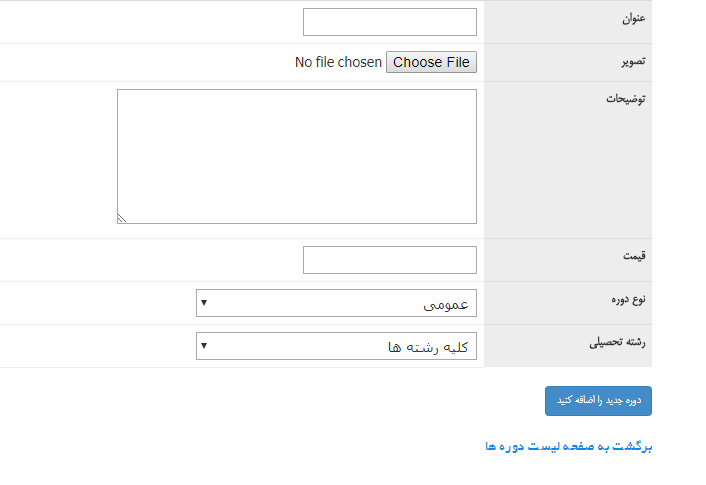 عنوان
تصویر Choose File No file chosen
توضیحات
قیمت
نوع دوره عمومی
رشته تحصیلی کلیه رشته ها
دوره جدید را اضافه کنید
برگشت به صفحه لیست دوره ها